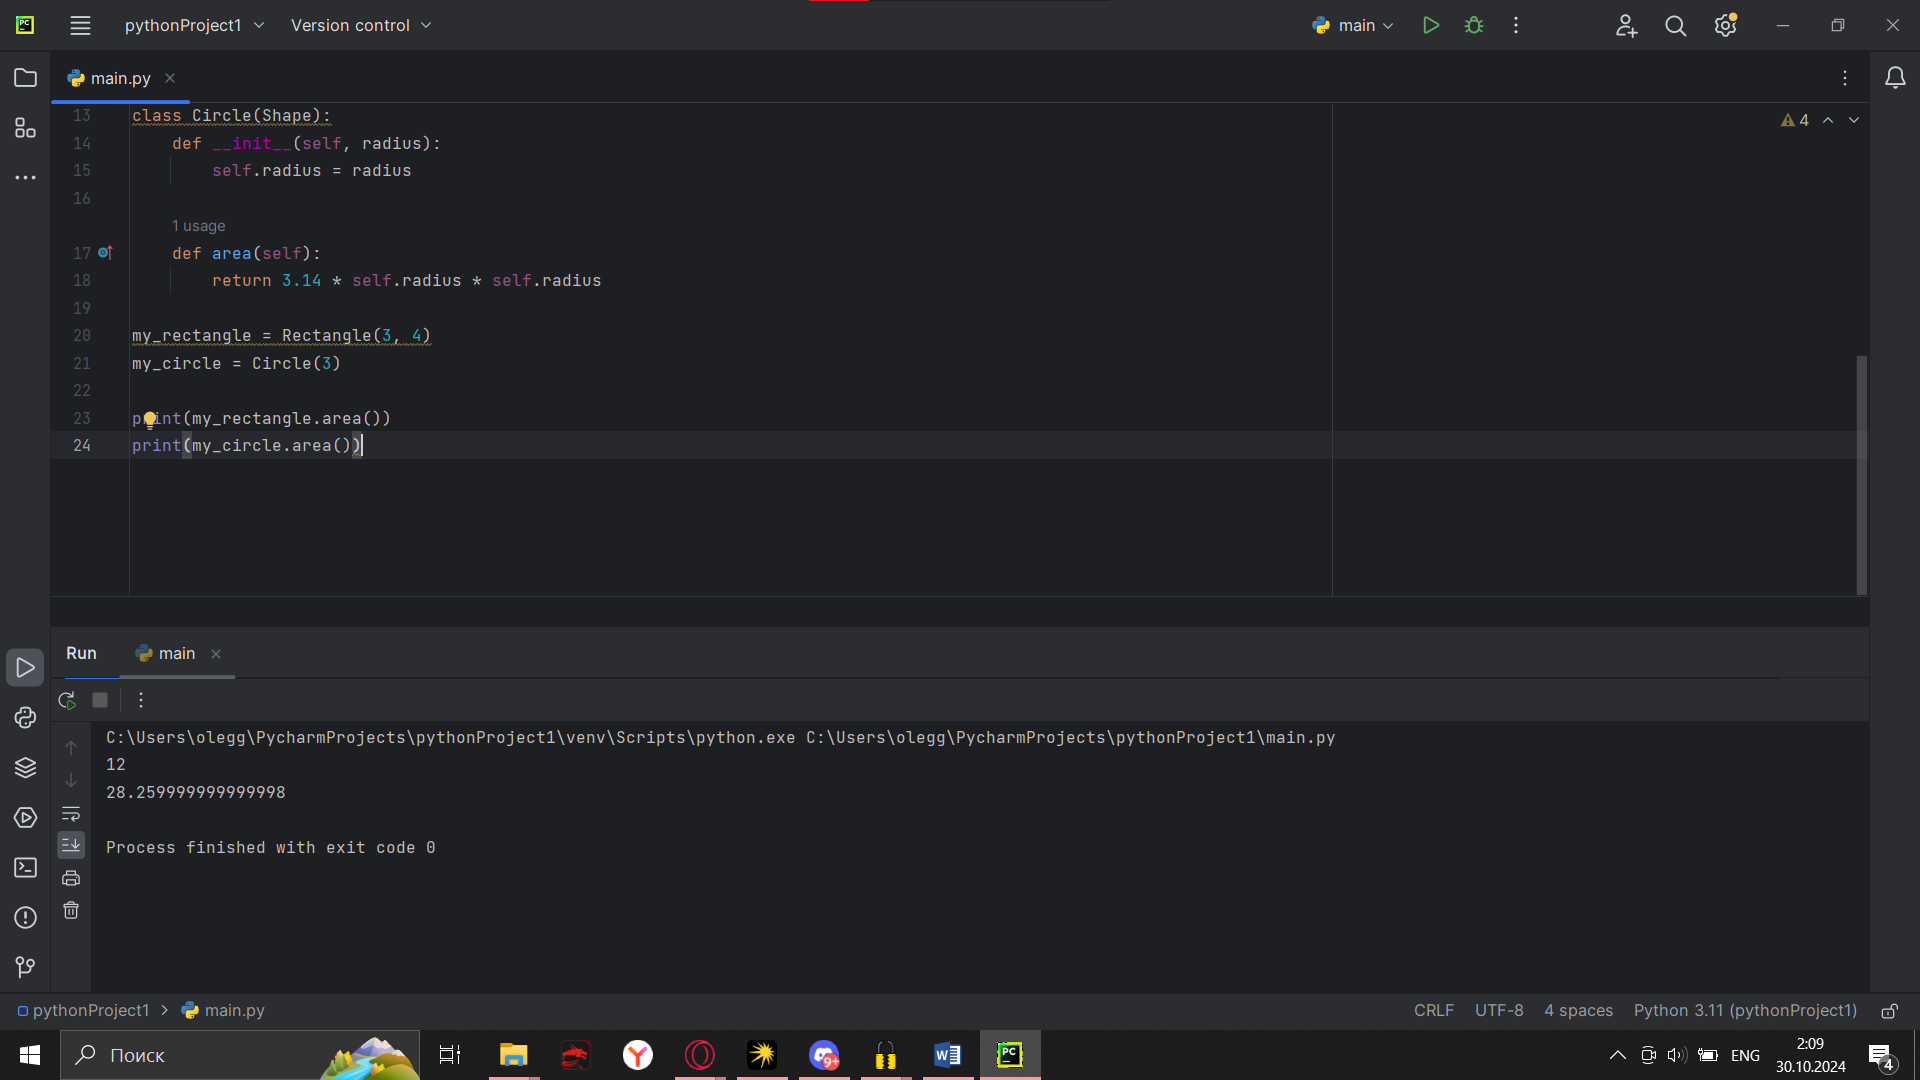 pythonProject1 Version control main
main.py
4
13 class Circle(Shape):
14 def __init__(self, radius):
15 self.radius = radius
16
1 usage
17 def area(self):
18 return 3.14 * self.radius * self.radius
19
20 my_rectangle = Rectangle(3, 4)
21 my_circle = Circle(3)
22
23 print(my_rectangle.area())
24 print(my_circle.area())
Run main
C:\Users\olegg\PycharmProjects\pythonProject1\venv\Scripts\python.exe C:\Users\olegg\PycharmProjects\pythonProject1\main.py
12
28.259999999999998
Process finished with exit code 0
pythonProject1 main.py CRLF UTF-8 4 spaces Python 3.11 (pythonProject1)
Поиск
9+
PC
ENG
2:09
30.10.2024
4